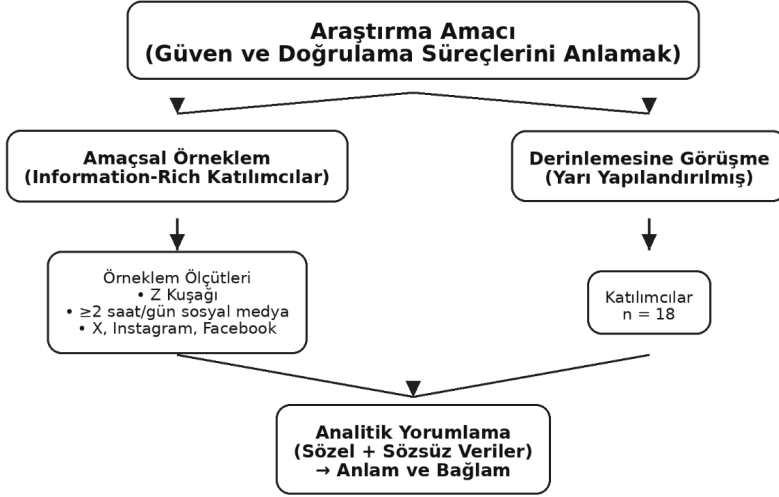 Araştırma Amacı
(Güven ve Doğrulama Süreçlerini Anlamak)
Amaçsal Örneklem
(Information-Rich Katılımcılar)
Derinlemesine Görüşme
(Yarı Yapılandırılmış)
Örneklem Ölçütleri
• Z Kuşağı
• ≥2 saat/gün sosyal medya
• X, Instagram, Facebook
Katılımcılar
n = 18
Analitik Yorumlama
(Sözel + Sözsüz Veriler)
→ Anlam ve Bağlam